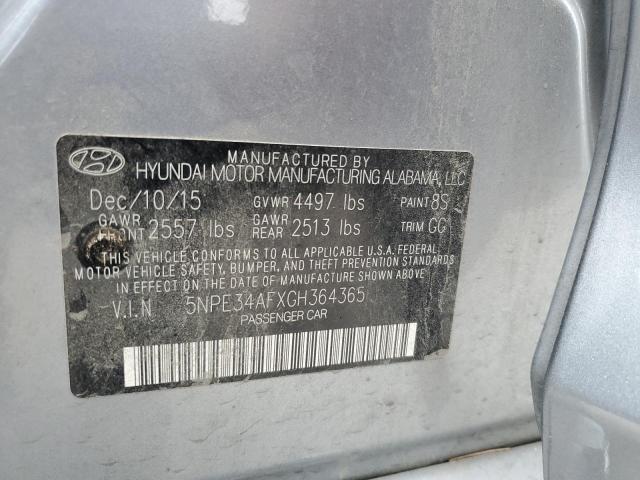 MANUFACTURED BY
HYUNDAI MOTOR MANUFACTURING ALABAMA, LLC
Dec/10/15 GVWR 4497 lbs PAINT 8S
GAWR FRONT 2557 lbs GAWR REAR 2513 lbs TRIM GG
THIS VEHICLE CONFORMS TO ALL APPLICABLE U.S.A. FEDERAL
MOTOR VEHICLE SAFETY, BUMPER, AND THEFT PREVENTION STANDARDS
IN EFFECT ON THE DATE OF MANUFACTURE SHOWN ABOVE.
V.I.N 5NPE34AFXGH364365
PASSENGER CAR